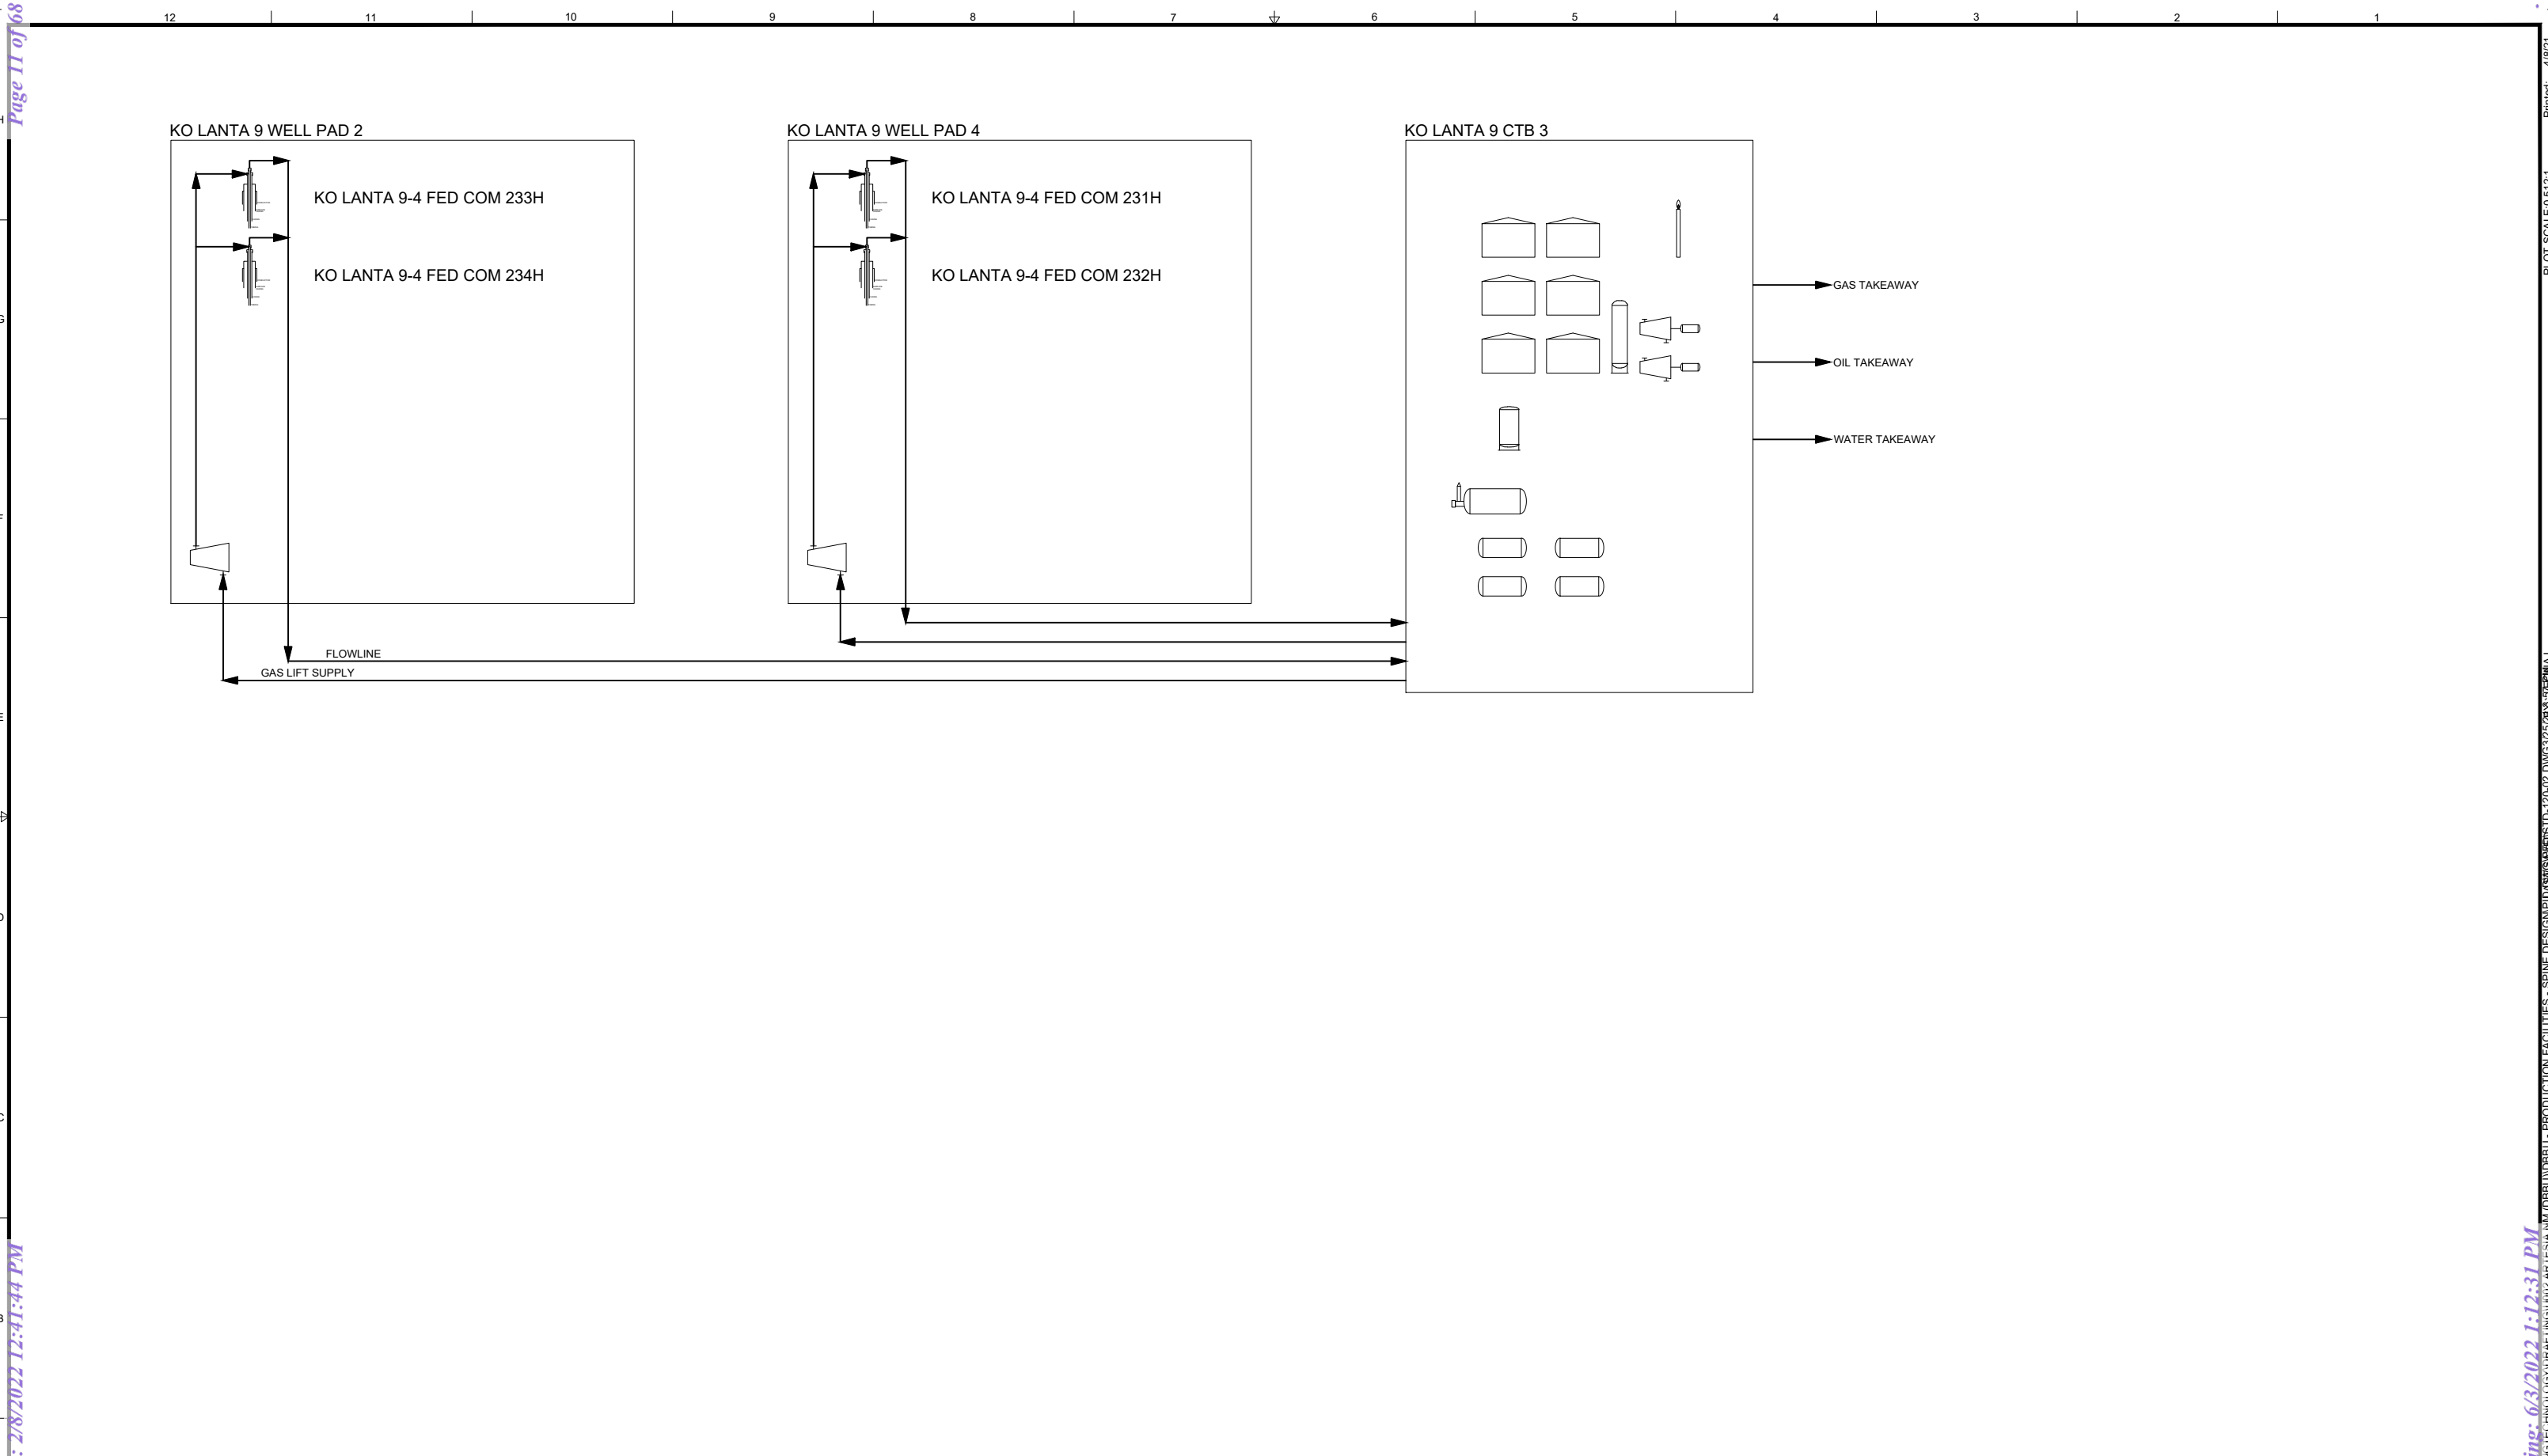 12 11 10 9 8 7 6 5 4 3 2 1
Page 11 of 68
KO LANTA 9 WELL PAD 2
KO LANTA 9-4 FED COM 233H
KO LANTA 9-4 FED COM 234H
KO LANTA 9 WELL PAD 4
KO LANTA 9-4 FED COM 231H
KO LANTA 9-4 FED COM 232H
KO LANTA 9 CTB 3
GAS TAKEAWAY
OIL TAKEAWAY
WATER TAKEAWAY
FLOWLINE
GAS LIFT SUPPLY
: 2/8/2022 12:41:44 PM
ing: 6/3/2022 1:12:31 PM